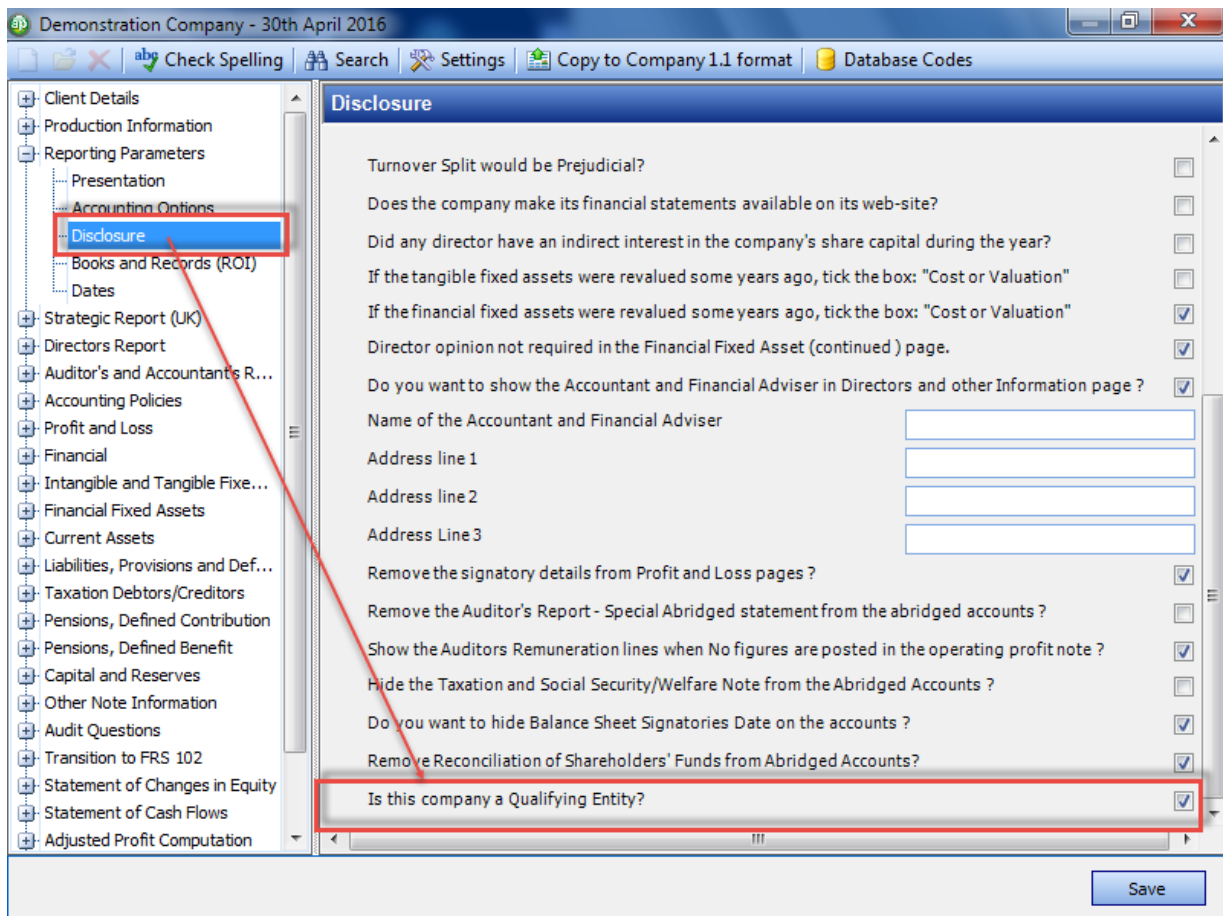 Demonstration Company - 30th April 2016
abc Check Spelling Search Settings Copy to Company 1.1 format Database Codes
Client Details
Production Information
Reporting Parameters
Presentation
Accounting Options
Disclosure
Books and Records (ROI)
Dates
Strategic Report (UK)
Directors Report
Auditor's and Accountant's R...
Accounting Policies
Profit and Loss
Financial
Intangible and Tangible Fixe...
Financial Fixed Assets
Current Assets
Liabilities, Provisions and Def...
Taxation Debtors/Creditors
Pensions, Defined Contribution
Pensions, Defined Benefit
Capital and Reserves
Other Note Information
Audit Questions
Transition to FRS 102
Statement of Changes in Equity
Statement of Cash Flows
Adjusted Profit Computation
Disclosure
Turnover Split would be Prejudicial?
Does the company make its financial statements available on its web-site?
Did any director have an indirect interest in the company's share capital during the year?
If the tangible fixed assets were revalued some years ago, tick the box: "Cost or Valuation"
If the financial fixed assets were revalued some years ago, tick the box: "Cost or Valuation"
Director opinion not required in the Financial Fixed Asset (continued ) page.
Do you want to show the Accountant and Financial Adviser in Directors and other Information page ?
Name of the Accountant and Financial Adviser
Address line 1
Address line 2
Address Line 3
Remove the signatory details from Profit and Loss pages ?
Remove the Auditor's Report - Special Abridged statement from the abridged accounts ?
Show the Auditors Remuneration lines when No figures are posted in the operating profit note ?
Hide the Taxation and Social Security/Welfare Note from the Abridged Accounts ?
Do you want to hide Balance Sheet Signatories Date on the accounts ?
Remove Reconciliation of Shareholders' Funds from Abridged Accounts?
Is this company a Qualifying Entity?
Save